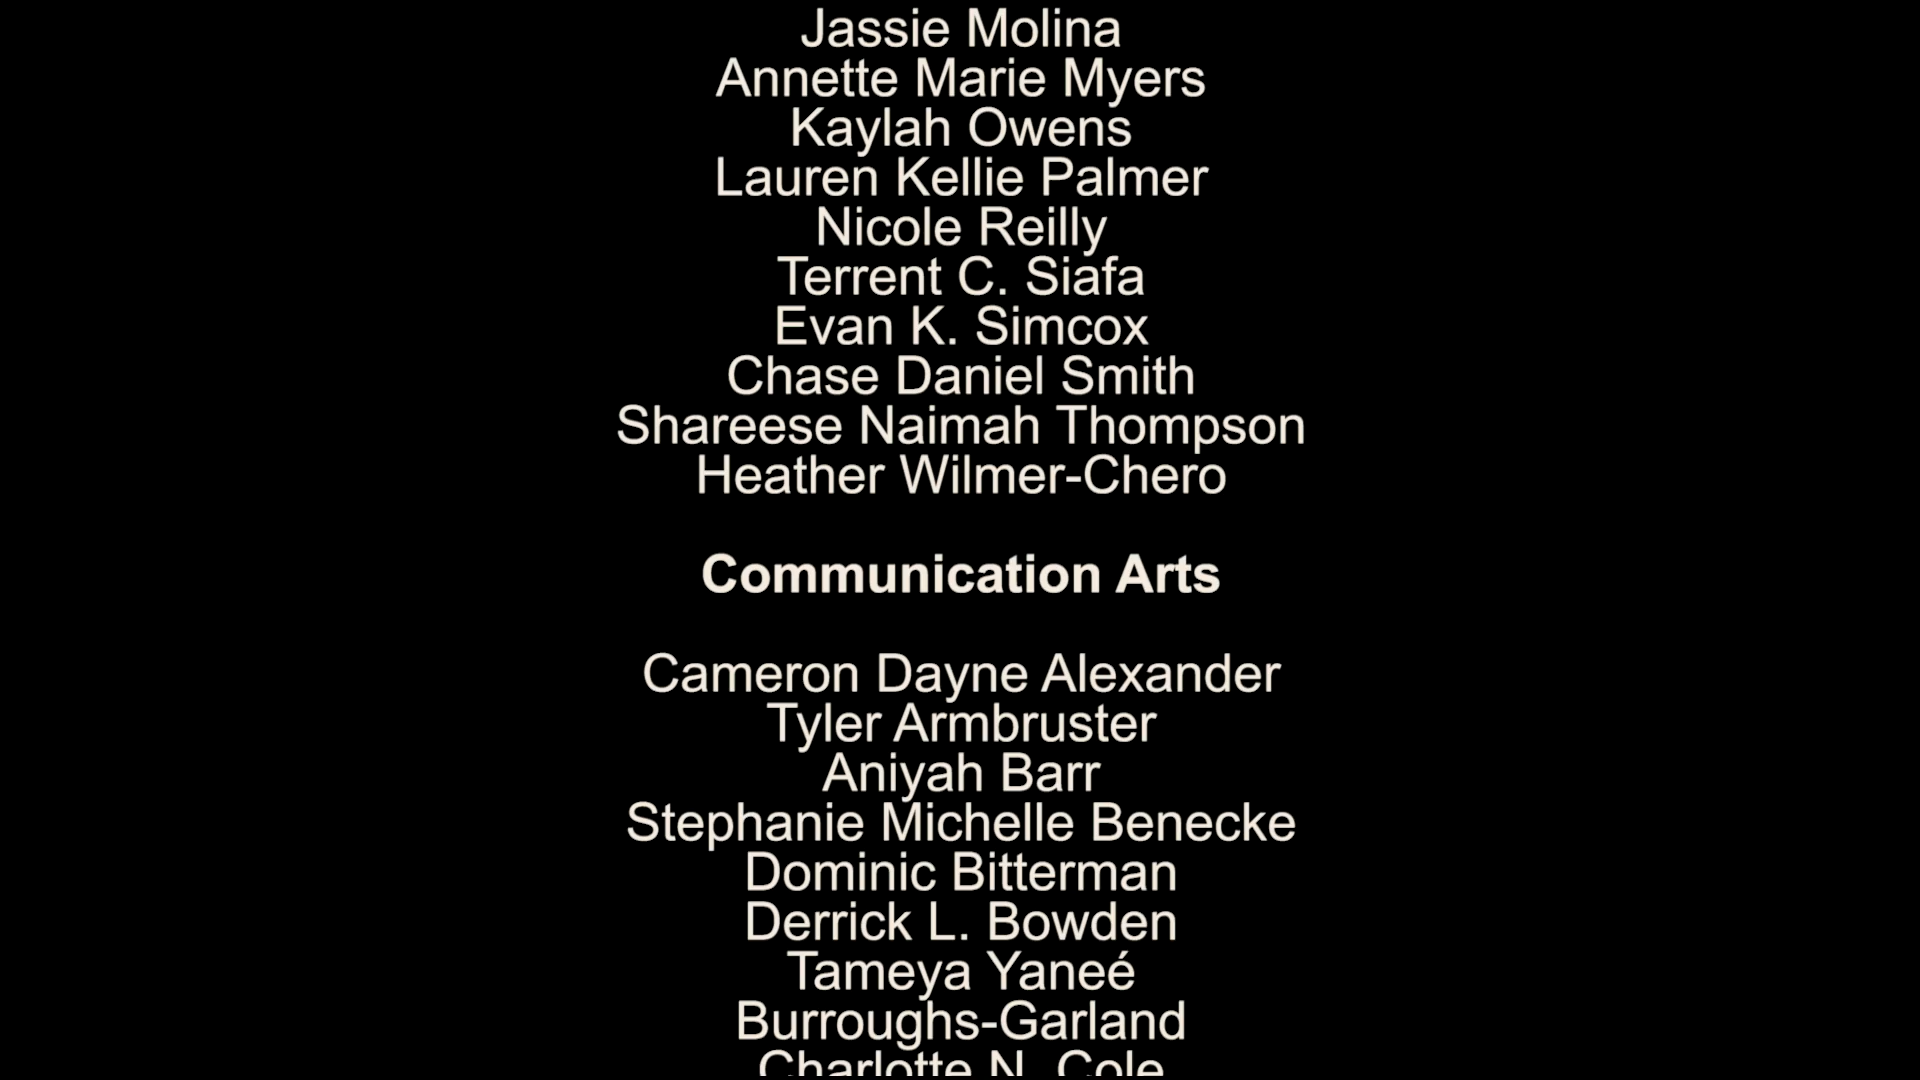 Jassie Molina
Annette Marie Myers
Kaylah Owens
Lauren Kellie Palmer
Nicole Reilly
Terrent C. Siafa
Evan K. Simcox
Chase Daniel Smith
Shareese Naimah Thompson
Heather Wilmer-Chero
Communication Arts
Cameron Dayne Alexander
Tyler Armbruster
Aniyah Barr
Stephanie Michelle Benecke
Dominic Bitterman
Derrick L. Bowden
Tameya Yaneé
Burroughs-Garland
Charlotte N. Cole